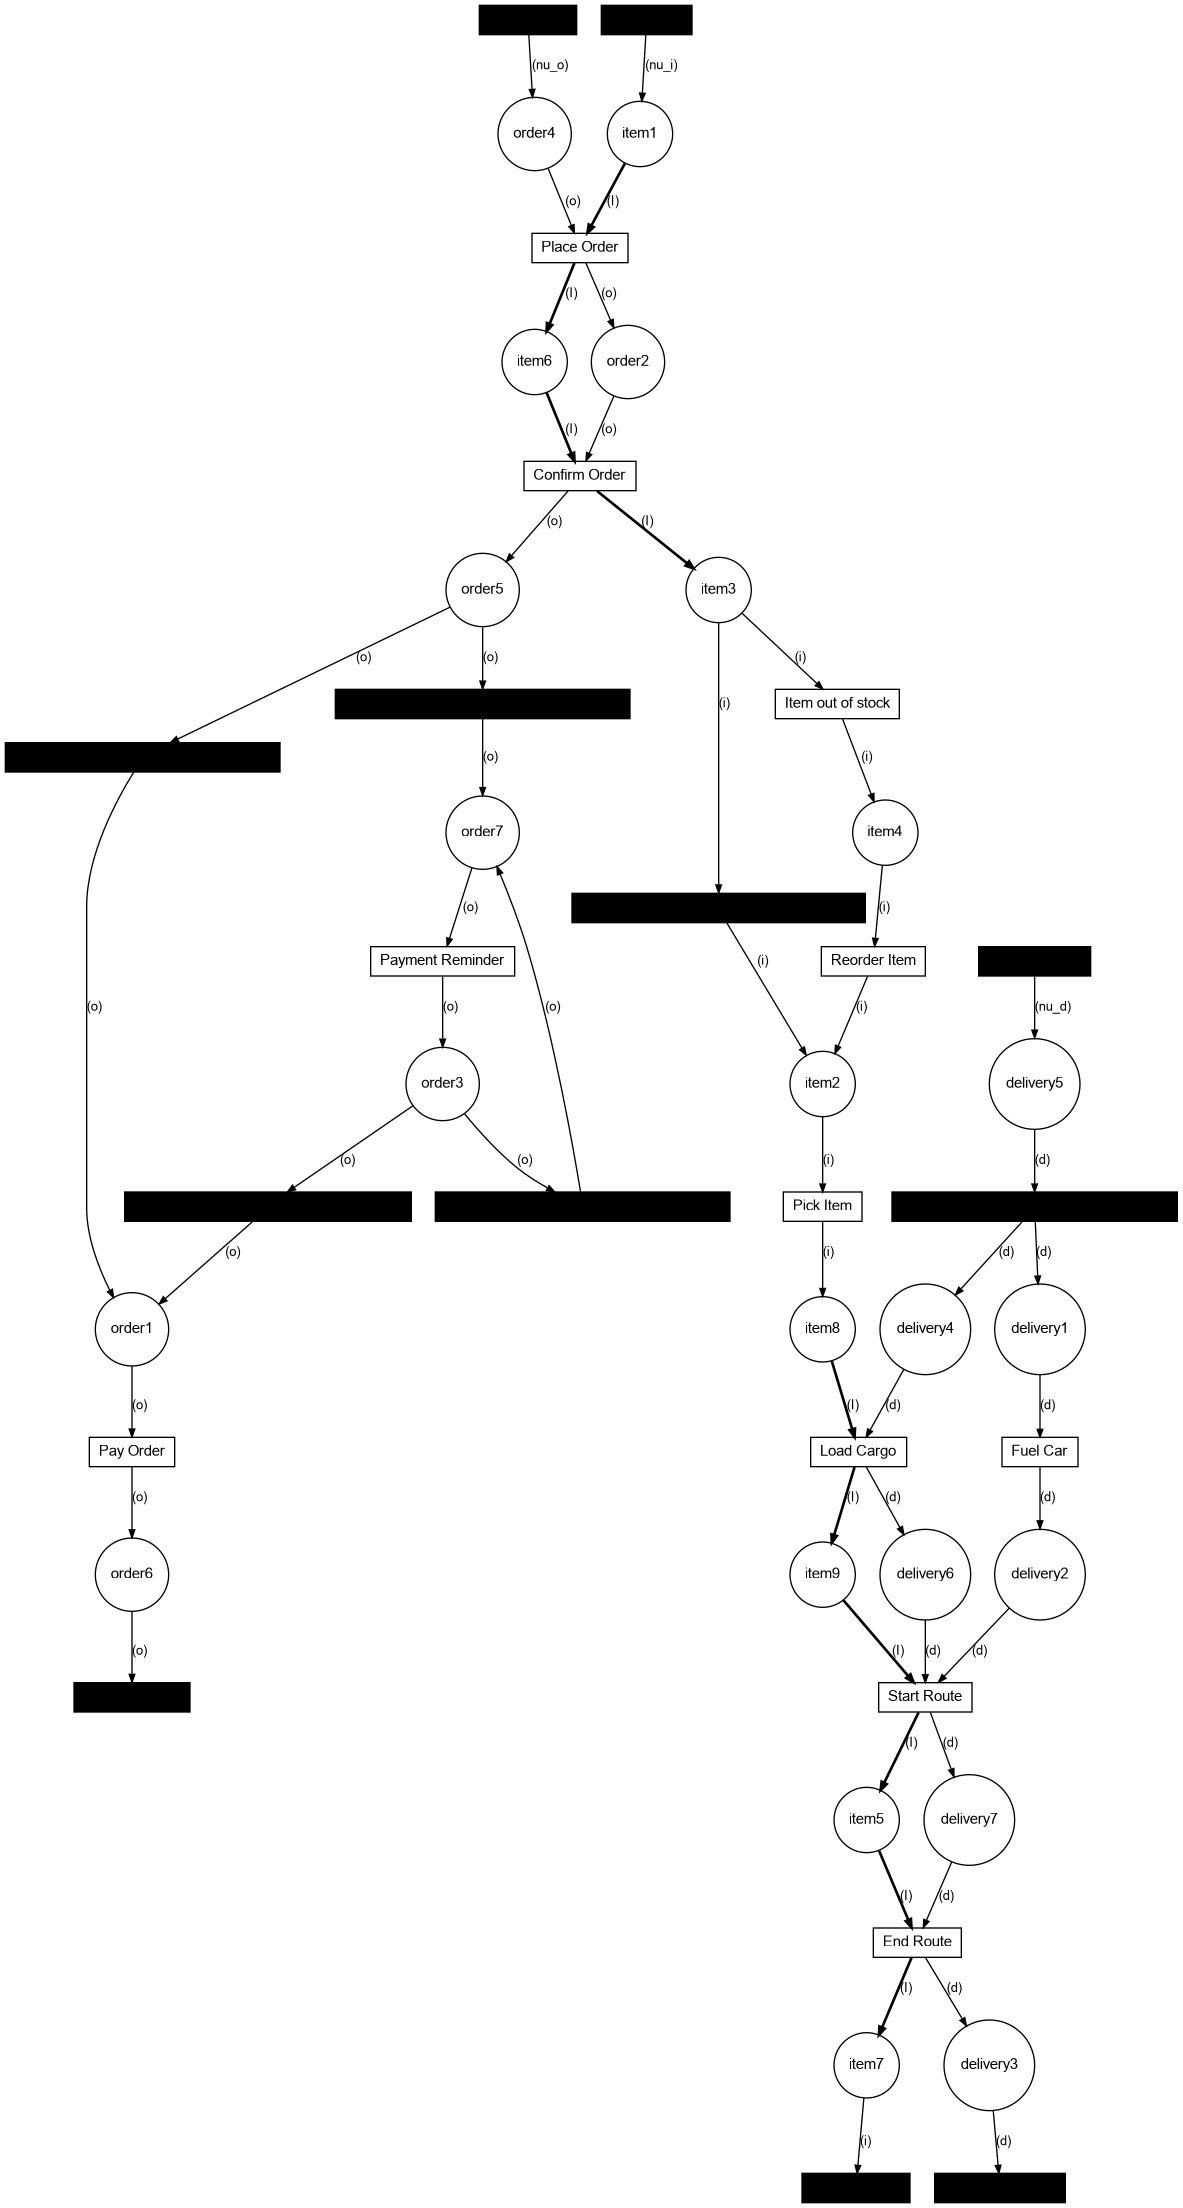 (nu_o)
(nu_i)
order4
item1
(o)
(I)
Place Order
(I)
(o)
item6
order2
(I)
(o)
Confirm Order
(o)
(I)
order5
item3
(o)
(o)
(i)
(i)
Item out of stock
(o)
(i)
order7
item4
(o)
(i)
Payment Reminder
Reorder Item
(i)
(o)
(o)
(o)
(i)
(nu_d)
order3
item2
delivery5
(o)
(o)
(i)
(d)
Pick Item
(o)
(i)
(d)
(d)
order1
item8
delivery4
delivery1
(o)
(I)
(d)
(d)
Pay Order
Load Cargo
Fuel Car
(o)
(I)
(d)
(d)
order6
item9
delivery6
delivery2
(o)
(I)
(d)
(d)
Start Route
(I)
(d)
item5
delivery7
(I)
(d)
End Route
(I)
(d)
item7
delivery3
(i)
(d)